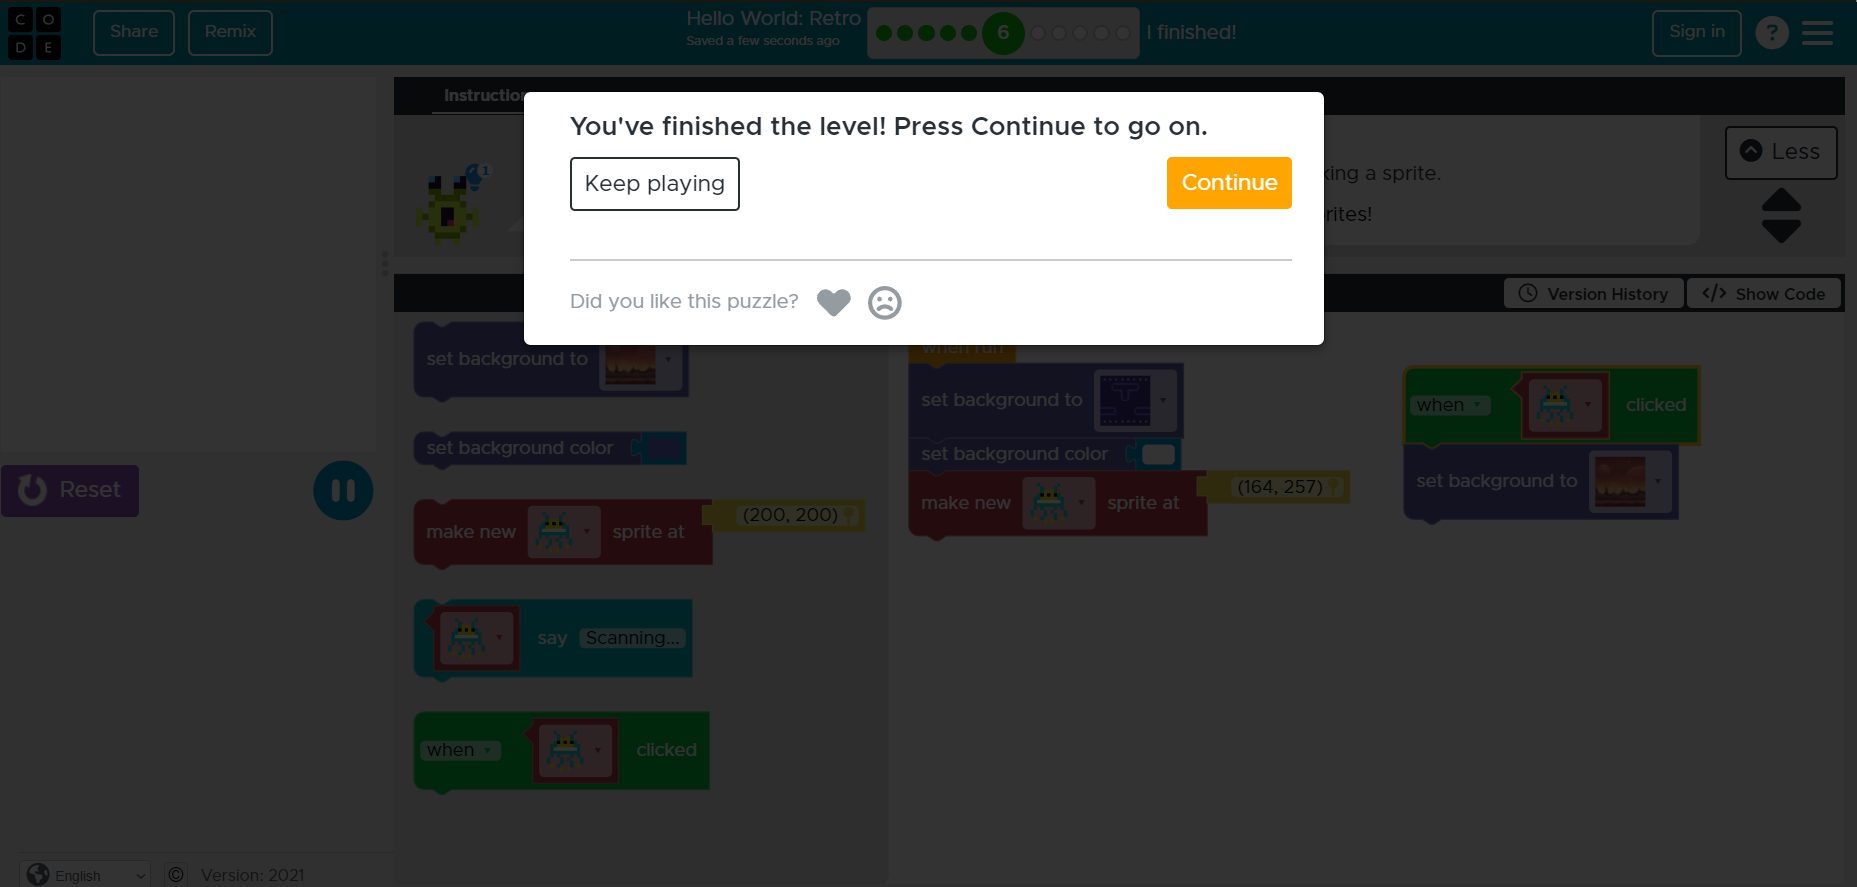 C O
D E
Share
Remix
Hello World: Retro
Saved a few seconds ago
6
I finished!
Sign in
?
Instruction
You've finished the level! Press Continue to go on.
Keep playing
Continue
Did you like this puzzle?
1
king a sprite.
rites!
Less
Version History
</> Show Code
Reset
set background to
set background color
make new
sprite at
(200, 200)
say
Scanning...
when
clicked
when run
set background to
set background color
make new
sprite at
(164, 257)
when
clicked
set background to
English
©
Version: 2021